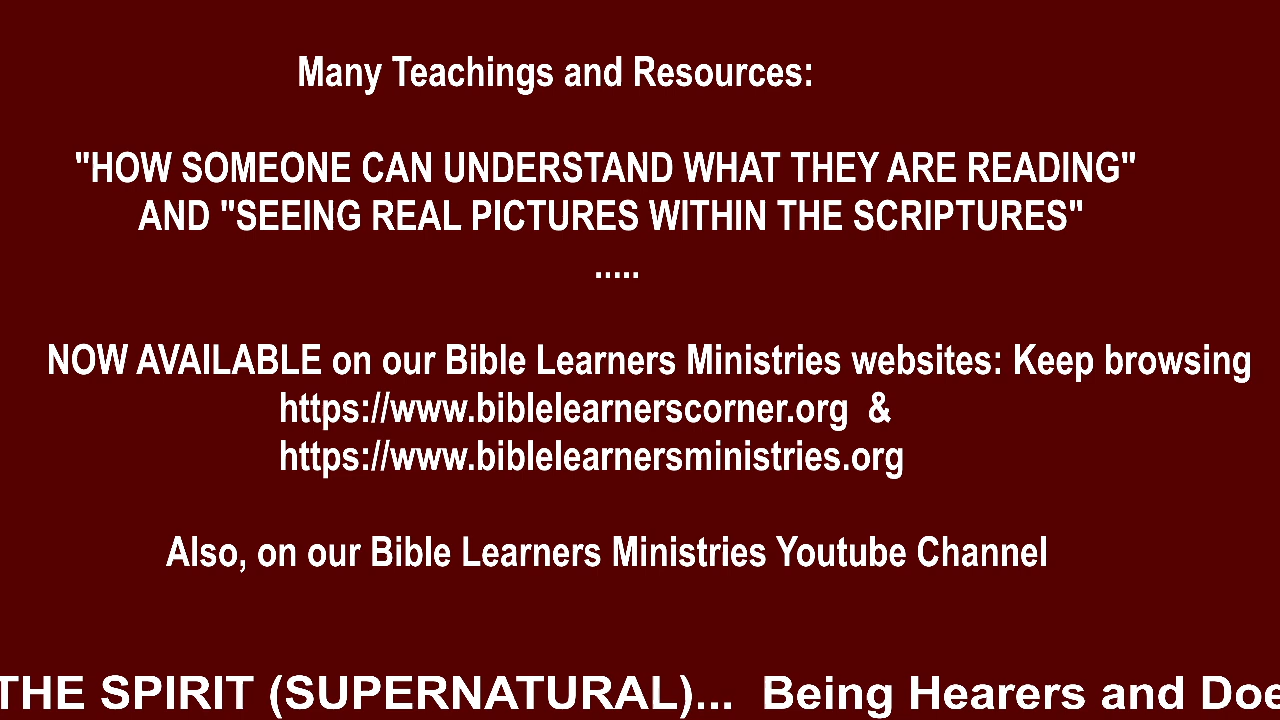 Many Teachings and Resources:
"HOW SOMEONE CAN UNDERSTAND WHAT THEY ARE READING"
AND "SEEING REAL PICTURES WITHIN THE SCRIPTURES"
.....
NOW AVAILABLE on our Bible Learners Ministries websites: Keep browsing
https://www.biblelearnerscorner.org &
https://www.biblelearnersministries.org
Also, on our Bible Learners Ministries Youtube Channel
THE SPIRIT (SUPERNATURAL)... Being Hearers and Doe